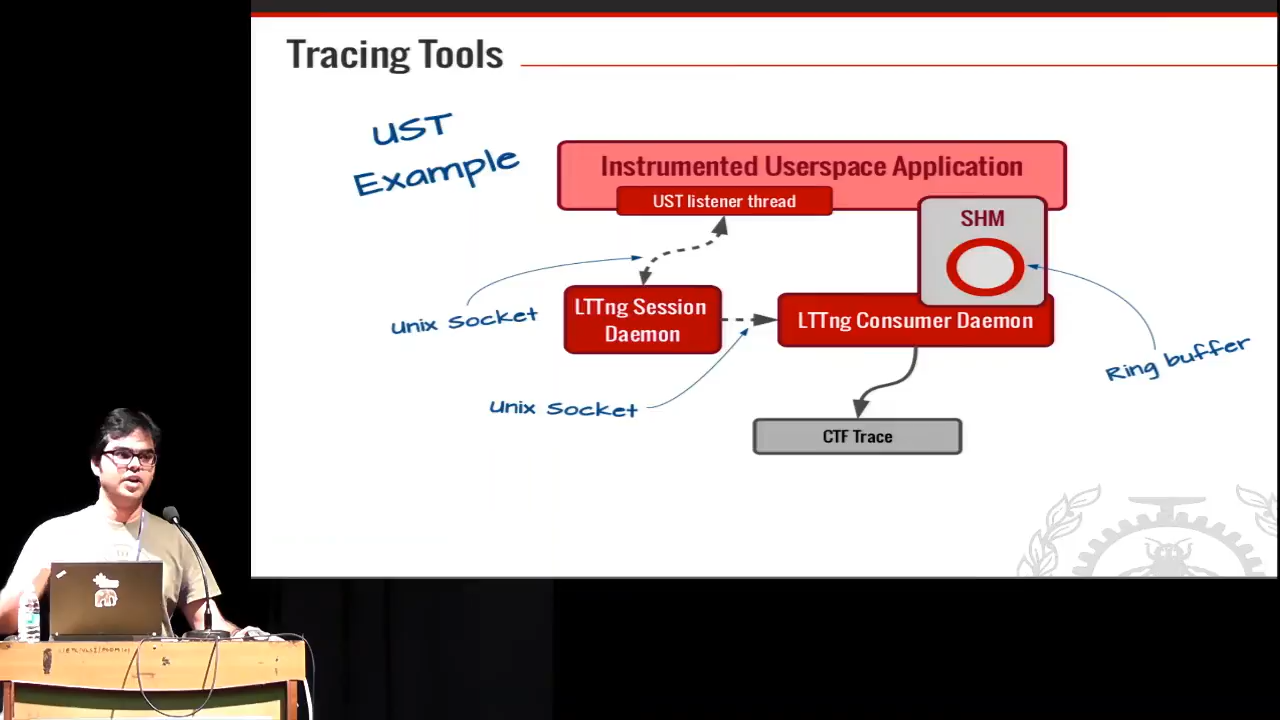 Tracing Tools
UST
Example
Instrumented Userspace Application
UST listener thread
SHM
Unix Socket
LTTng Session
Daemon
LTTng Consumer Daemon
Ring buffer
Unix Socket
CTF Trace